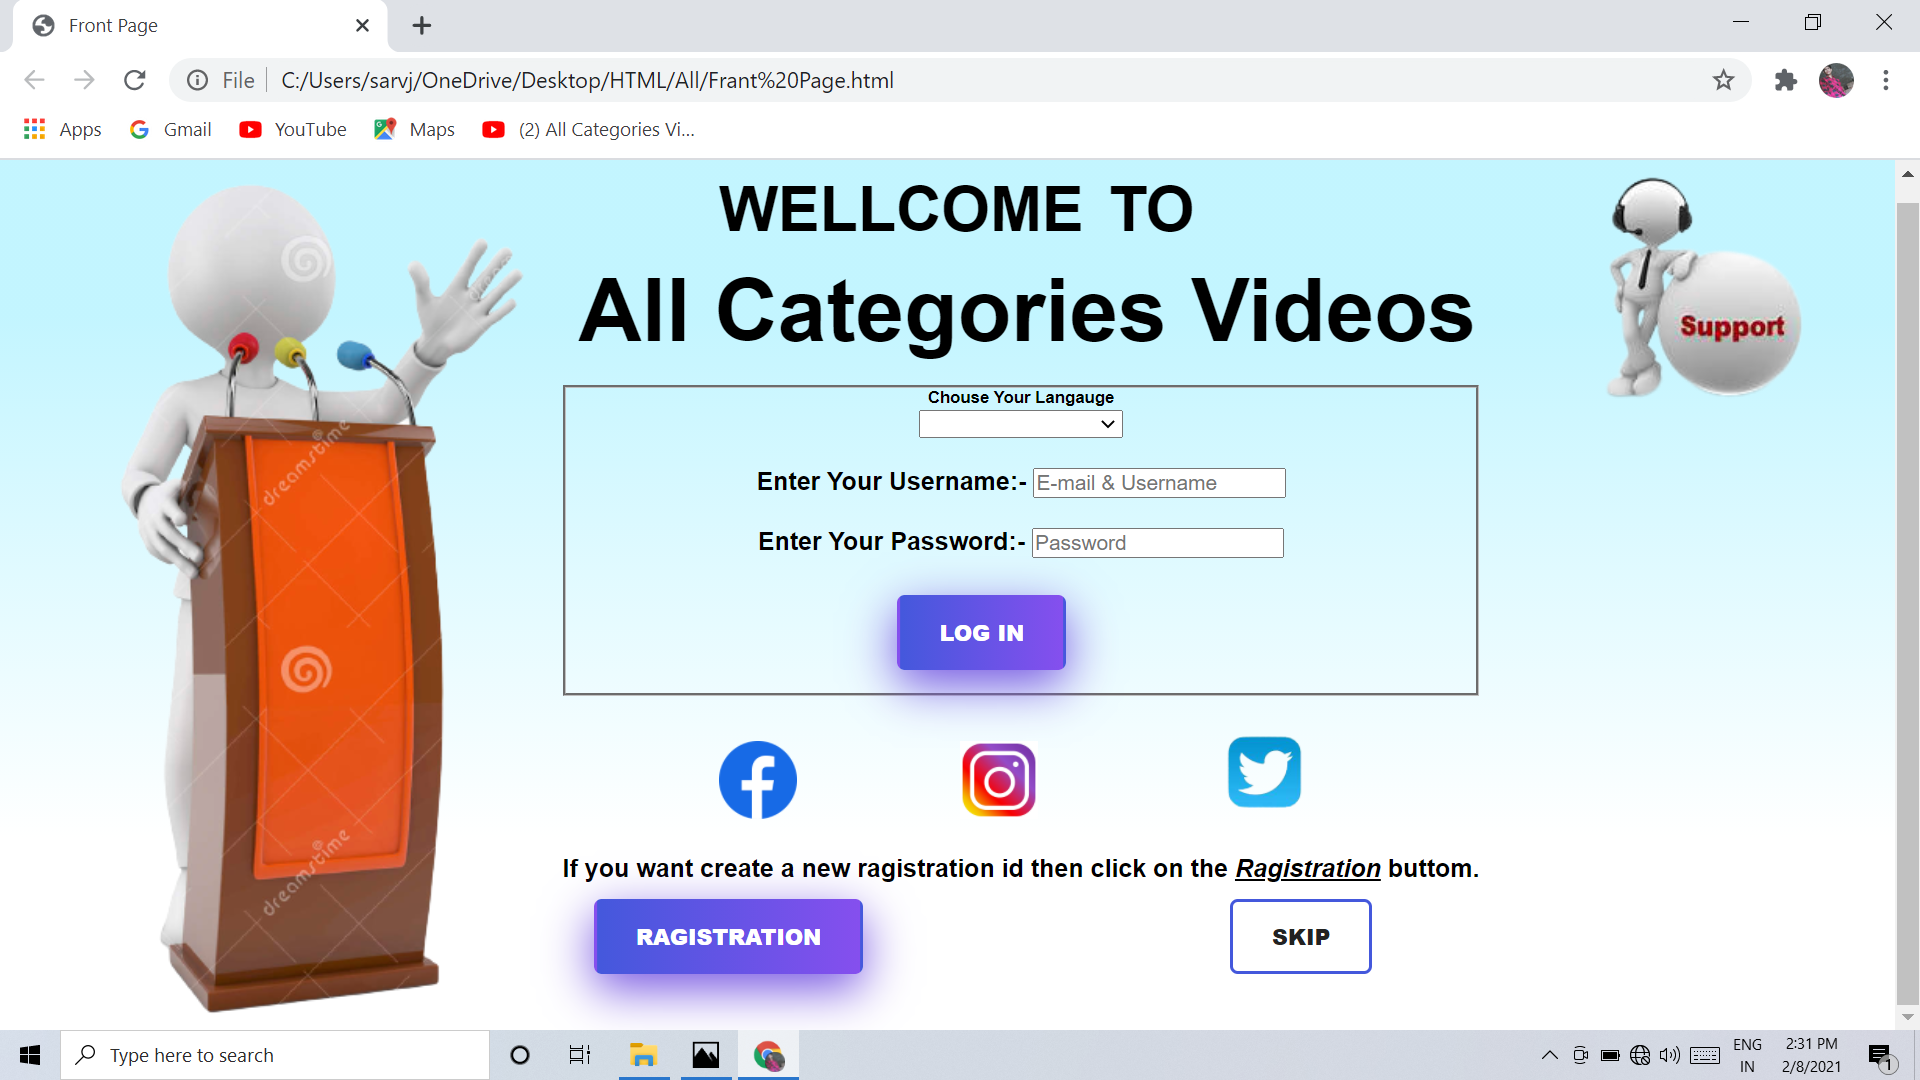 Front Page
File C:/Users/sarvj/OneDrive/Desktop/HTML/All/Frant%20Page.html
Apps Gmail YouTube Maps (2) All Categories Vi...
WELLCOME TO
All Categories Videos
Support
Chouse Your Langauge
Enter Your Username:- E-mail & Username
Enter Your Password:- Password
LOG IN
dreamstime
dreamstime
If you want create a new ragistration id then click on the Ragistration buttom.
RAGISTRATION SKIP
Type here to search
ENG
IN
2:31 PM
2/8/2021
1